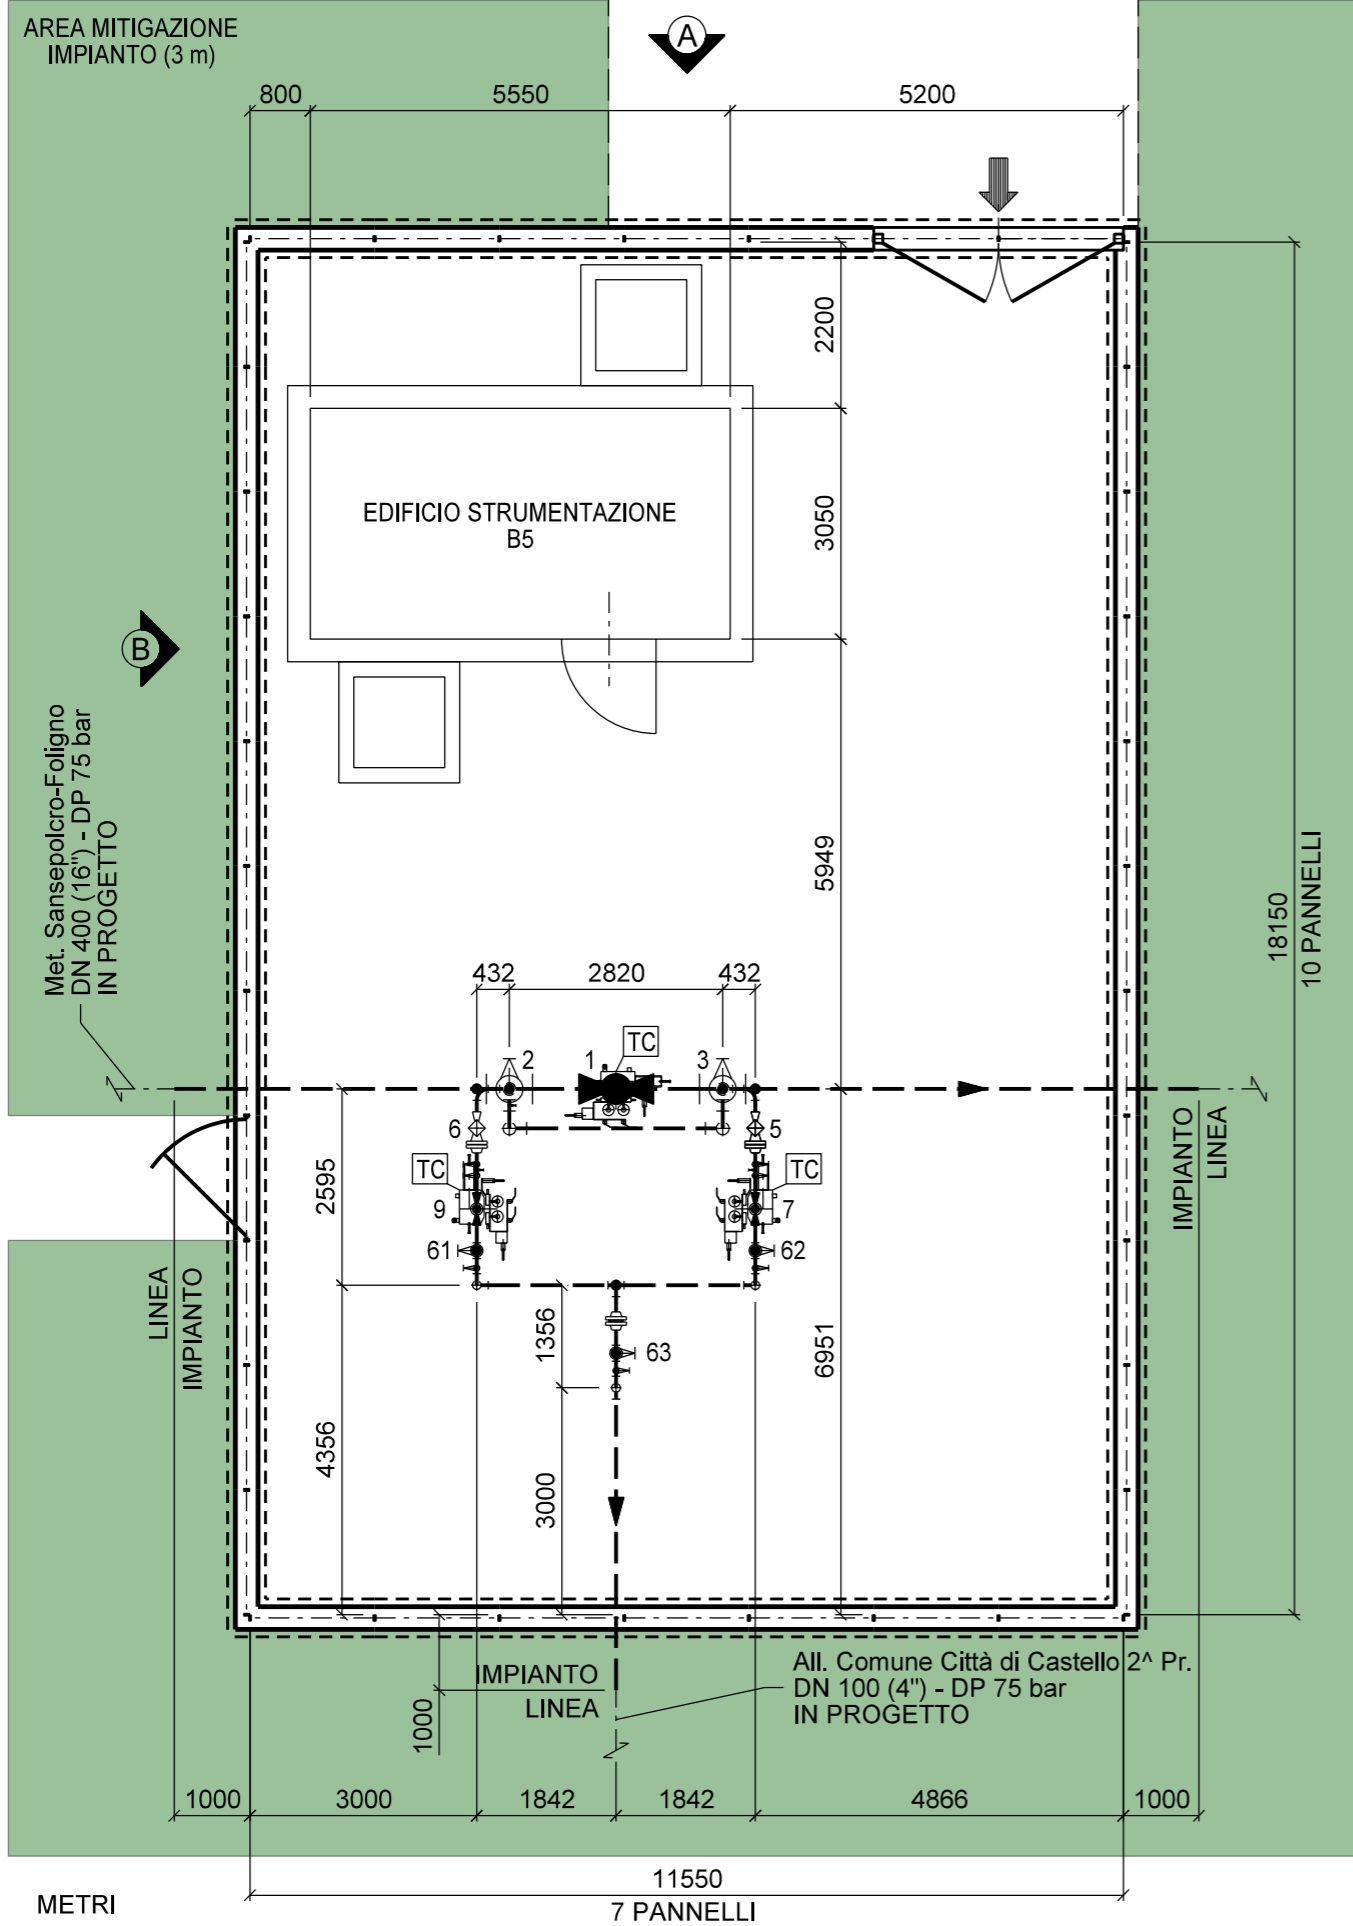 AREA MITIGAZIONE
IMPIANTO (3 m)
A
800
5550
5200
2200
EDIFICIO STRUMENTAZIONE
B5
3050
B
Met. Sansepolcro-Foligno
DN 400 (16") - DP 75 bar
IN PROGETTO
5949
18150
10 PANNELLI
432
2820
432
TC
2
1
3
6
5
TC
TC
9
7
61
62
2595
IMPIANTO
LINEA
LINEA
IMPIANTO
1356
63
6951
4356
3000
IMPIANTO
LINEA
1000
All. Comune Città di Castello 2^ Pr.
DN 100 (4") - DP 75 bar
IN PROGETTO
1000
3000
1842
1842
4866
1000
11550
7 PANNELLI
METRI